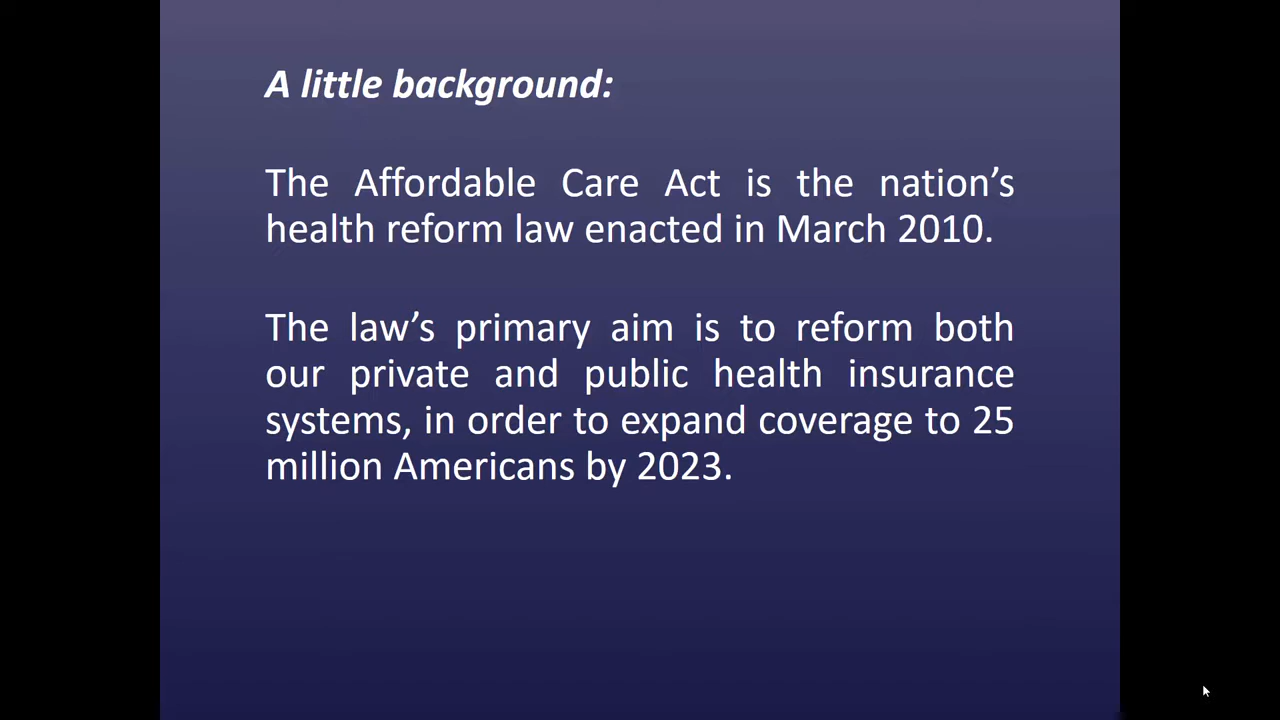 A little background:
The Affordable Care Act is the nation’s
health reform law enacted in March 2010.
The law’s primary aim is to reform both
our private and public health insurance
systems, in order to expand coverage to 25
million Americans by 2023.